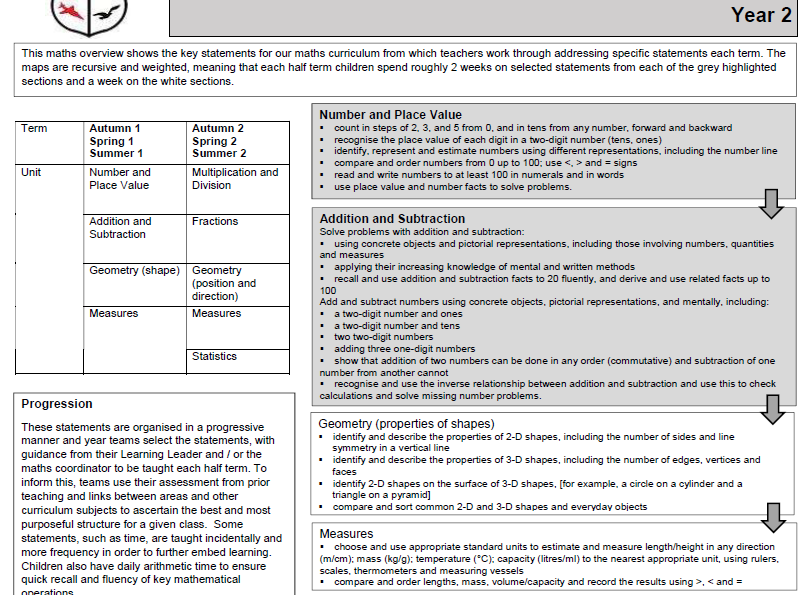 Year 2
This maths overview shows the key statements for our maths curriculum from which teachers work through addressing specific statements each term. The
maps are recursive and weighted, meaning that each half term children spend roughly 2 weeks on selected statements from each of the grey highlighted
sections and a week on the white sections.
Term
Autumn 1
Spring 1
Summer 1
Autumn 2
Spring 2
Summer 2
Unit
Number and
Place Value
Multiplication and
Division
Addition and
Subtraction
Fractions
Geometry (shape)
Geometry
(position and
direction)
Measures
Measures
Statistics
Progression
These statements are organised in a progressive
manner and year teams select the statements, with
guidance from their Learning Leader and / or the
maths coordinator to be taught each half term. To
inform this, teams use their assessment from prior
teaching and links between areas and other
curriculum subjects to ascertain the best and most
purposeful structure for a given class. Some
statements, such as time, are taught incidentally and
more frequency in order to further embed learning.
Children also have daily arithmetic time to ensure
quick recall and fluency of key mathematical
operations
Number and Place Value
▪ count in steps of 2, 3, and 5 from 0, and in tens from any number, forward and backward
▪ recognise the place value of each digit in a two-digit number (tens, ones)
▪ identify, represent and estimate numbers using different representations, including the number line
▪ compare and order numbers from 0 up to 100; use <, > and = signs
▪ read and write numbers to at least 100 in numerals and in words
▪ use place value and number facts to solve problems.
Addition and Subtraction
Solve problems with addition and subtraction:
▪ using concrete objects and pictorial representations, including those involving numbers, quantities
and measures
▪ applying their increasing knowledge of mental and written methods
▪ recall and use addition and subtraction facts to 20 fluently, and derive and use related facts up to
100
Add and subtract numbers using concrete objects, pictorial representations, and mentally, including:
▪ a two-digit number and ones
▪ a two-digit number and tens
▪ two two-digit numbers
▪ adding three one-digit numbers
▪ show that addition of two numbers can be done in any order (commutative) and subtraction of one
number from another cannot
▪ recognise and use the inverse relationship between addition and subtraction and use this to check
calculations and solve missing number problems.
Geometry (properties of shapes)
▪ identify and describe the properties of 2-D shapes, including the number of sides and line
symmetry in a vertical line
▪ identify and describe the properties of 3-D shapes, including the number of edges, vertices and
faces
▪ identify 2-D shapes on the surface of 3-D shapes, [for example, a circle on a cylinder and a
triangle on a pyramid]
▪ compare and sort common 2-D and 3-D shapes and everyday objects
Measures
▪ choose and use appropriate standard units to estimate and measure length/height in any direction
(m/cm); mass (kg/g); temperature (°C); capacity (litres/ml) to the nearest appropriate unit, using rulers,
scales, thermometers and measuring vessels
▪ compare and order lengths, mass, volume/capacity and record the results using >, < and =